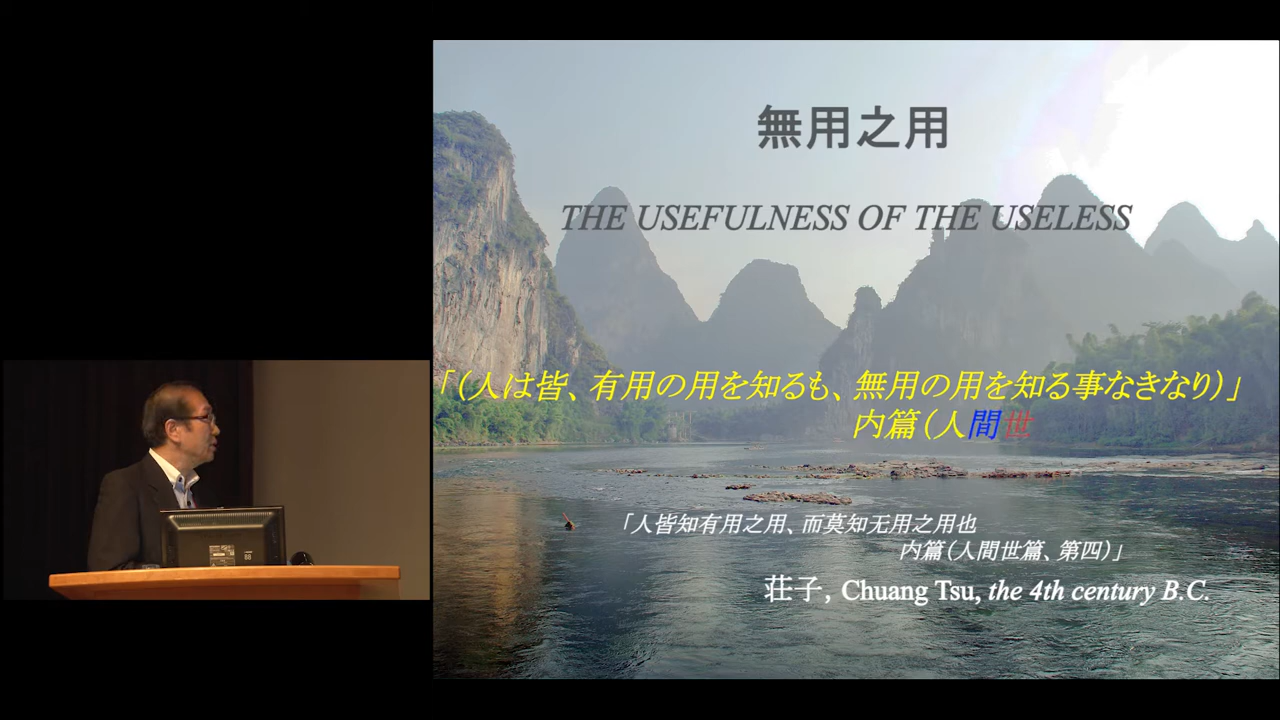 無用之用
THE USEFULNESS OF THE USELESS
「（人は皆、有用の用を知るも、無用の用を知る事なきなり）」
内篇（人間世
「人皆知有用之用、而莫知无用之用也
内篇（人間世篇、第四）」
荘子, Chuang Tsu, the 4th century B.C.